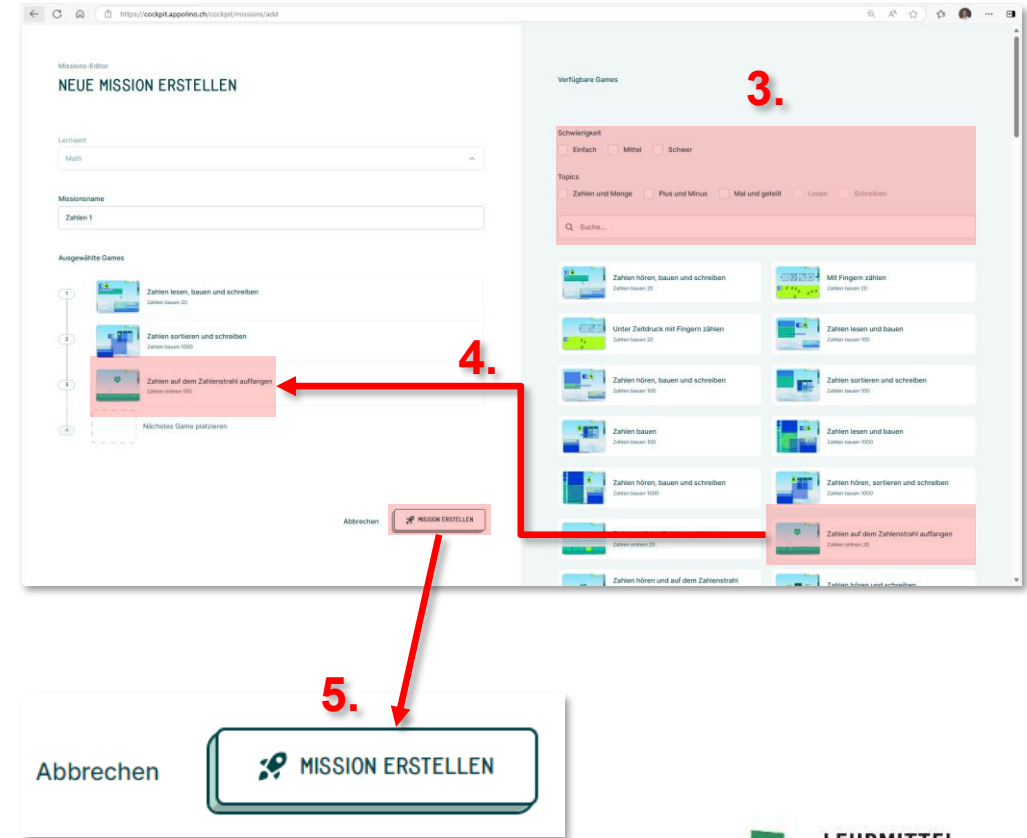 https://cockpit.appolino.ch/cockpit/missions/add
Missions-Editor
NEUE MISSION ERSTELLEN
Lernwelt
Math
Missionsname
Zahlen 1
Ausgewählte Games
1
Zahlen lesen, bauen und schreiben
Zahlen bauen 20
2
Zahlen sortieren und schreiben
Zahlen bauen 1000
3
Zahlen auf dem Zahlenstrahl auffangen
Zahlen ordnen 100
4
Nächstes Game platzieren
Abbrechen
MISSION ERSTELLEN
Verfügbare Games
3.
Schwierigkeit
Einfach Mittel Schwer
Topics
Zahlen und Menge Plus und Minus Mal und geteilt Lesen Schreiben
Suche...
Zahlen hören, bauen und schreiben
Zahlen bauen 20
Mit Fingern zählen
Zahlen bauen 20
Unter Zeitdruck mit Fingern zählen
Zahlen bauen 20
Zahlen lesen und bauen
Zahlen bauen 100
Zahlen hören, bauen und schreiben
Zahlen bauen 100
Zahlen sortieren und schreiben
Zahlen bauen 100
Zahlen bauen
Zahlen bauen 100
Zahlen lesen und bauen
Zahlen bauen 1000
Zahlen hören, bauen und schreiben
Zahlen bauen 1000
Zahlen hören, sortieren und schreiben
Zahlen bauen 1000
Zahlen ordnen 20
Zahlen auf dem Zahlenstrahl auffangen
Zahlen ordnen 20
Zahlen hören und auf dem Zahlenstrahl
Zahlen hören und schreiben
4.
5.
Abbrechen
MISSION ERSTELLEN
LEHRMITTEL